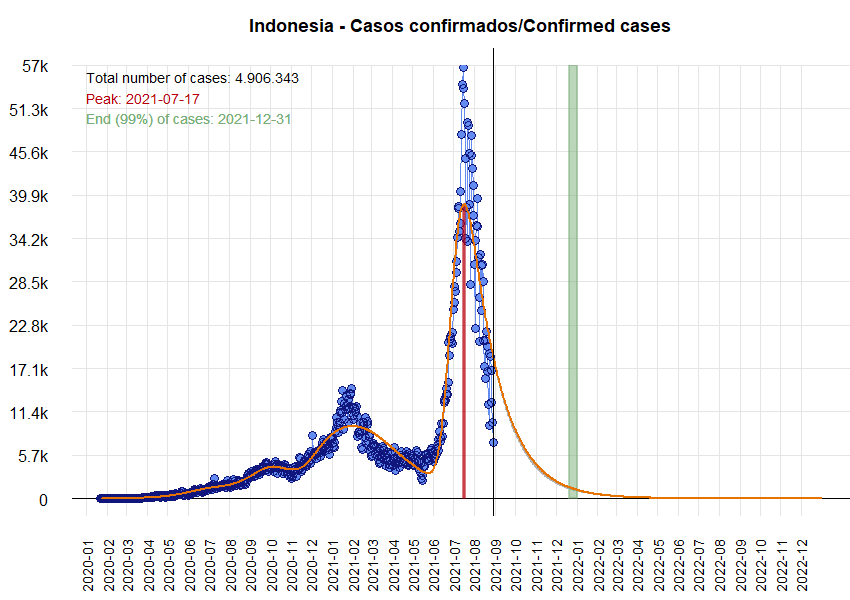 Indonesia - Casos confirmados/Confirmed cases
57k
51.3k
45.6k
39.9k
34.2k
28.5k
22.8k
17.1k
11.4k
5.7k
0
Total number of cases: 4.906.343
Peak: 2021-07-17
End (99%) of cases: 2021-12-31
2020-01
2020-02
2020-03
2020-04
2020-05
2020-06
2020-07
2020-08
2020-09
2020-10
2020-11
2020-12
2021-01
2021-02
2021-03
2021-04
2021-05
2021-06
2021-07
2021-08
2021-09
2021-10
2021-11
2021-12
2022-01
2022-02
2022-03
2022-04
2022-05
2022-06
2022-07
2022-08
2022-09
2022-10
2022-11
2022-12